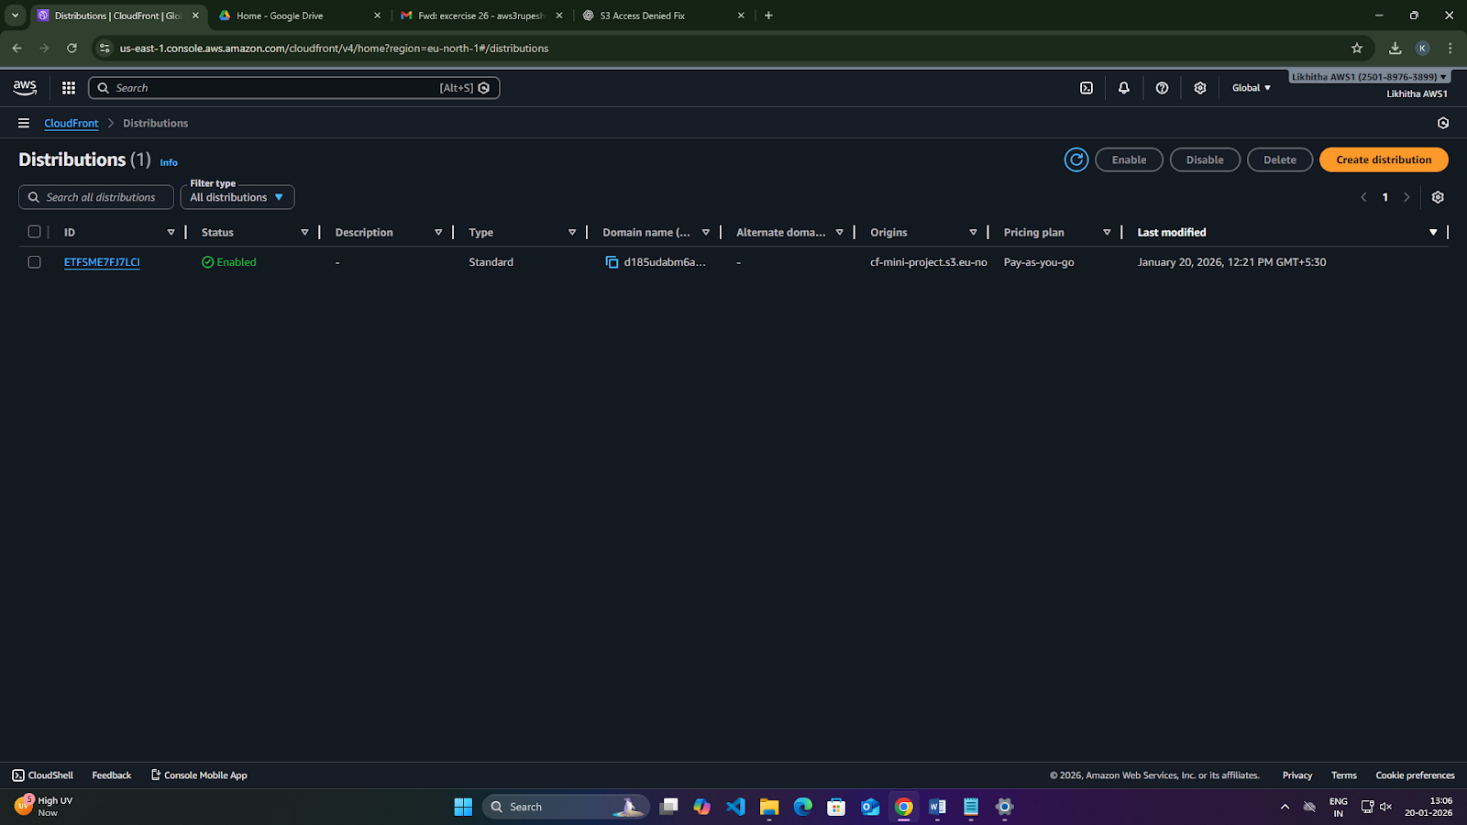 Distributions | CloudFront | Glo
Home - Google Drive
Fwd: excercise 26 - aws3rupesh
S3 Access Denied Fix
us-east-1.console.aws.amazon.com/cloudfront/v4/home?region=eu-north-1#/distributions
K
aws
Search
[Alt+S]
Global
Likhitha AWS1 (2501-8976-3899)
Likhitha AWS1
CloudFront
Distributions
Distributions (1)
Info
Enable
Disable
Delete
Create distribution
Search all distributions
Filter type
All distributions
1
ID
Status
Description
Type
Domain name (...
Alternate doma...
Origins
Pricing plan
Last modified
ETFSME7FJ7LCI
Enabled
-
Standard
d185udabm6a...
-
cf-mini-project.s3.eu-no
Pay-as-you-go
January 20, 2026, 12:21 PM GMT+5:30
CloudShell
Feedback
Console Mobile App
© 2026, Amazon Web Services, Inc. or its affiliates.
Privacy
Terms
Cookie preferences
5
UV
High UV
Now
Search
ENG
IN
13:06
20-01-2026